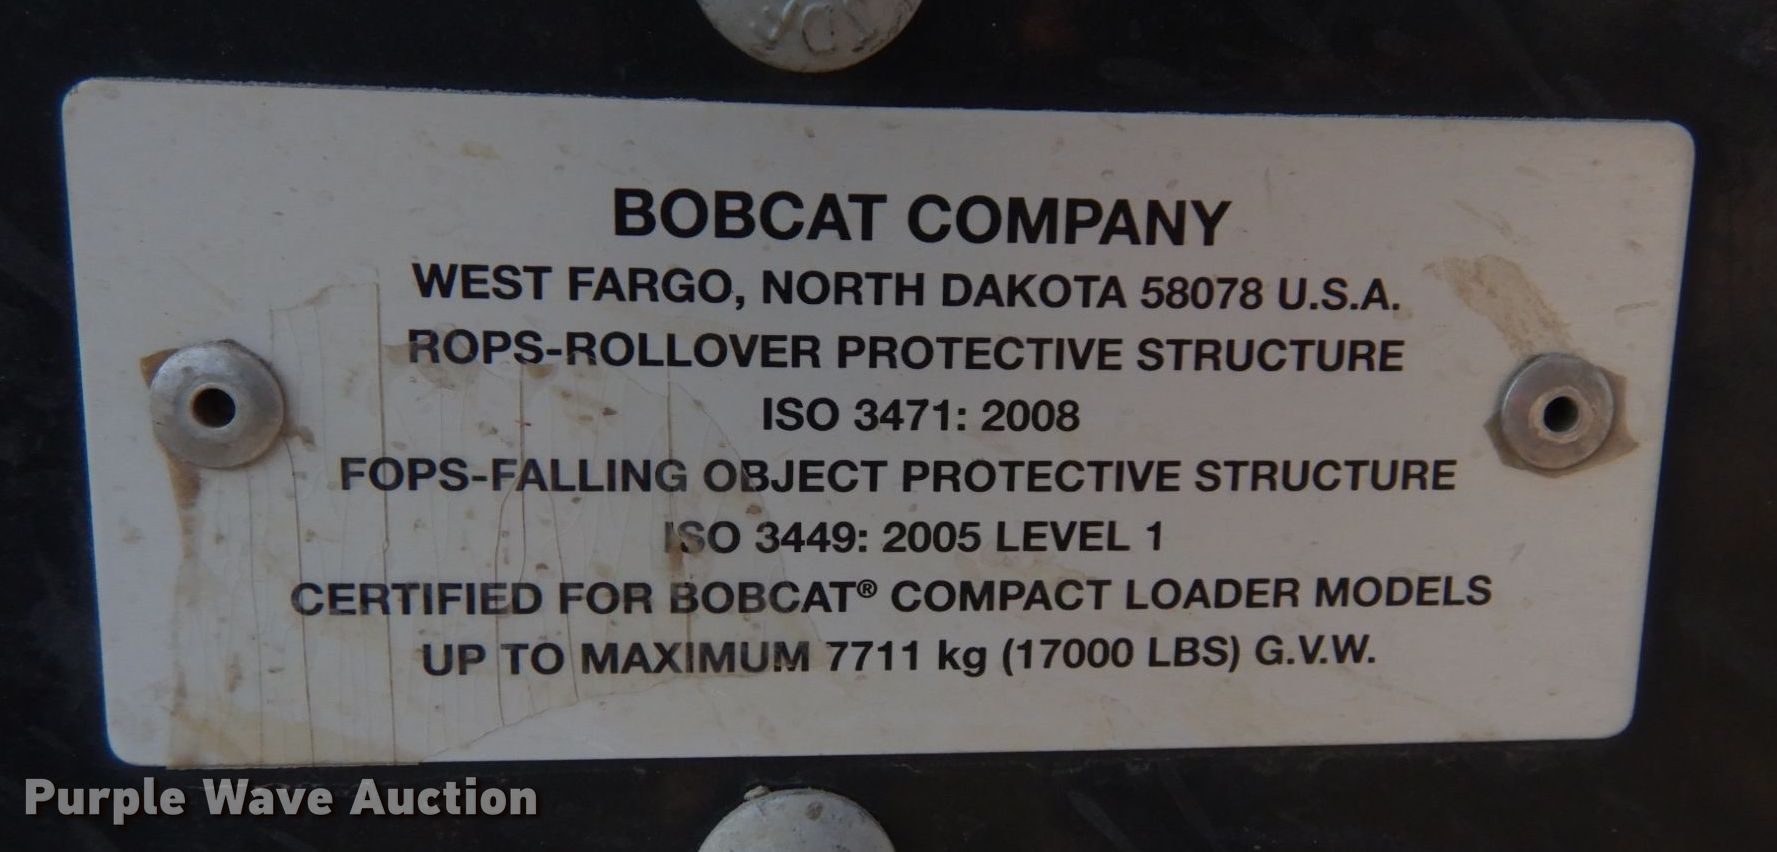 BOBCAT COMPANY
WEST FARGO, NORTH DAKOTA 58078 U.S.A.
ROPS-ROLLOVER PROTECTIVE STRUCTURE
ISO 3471: 2008
FOPS-FALLING OBJECT PROTECTIVE STRUCTURE
ISO 3449: 2005 LEVEL 1
CERTIFIED FOR BOBCAT® COMPACT LOADER MODELS
UP TO MAXIMUM 7711 kg (17000 LBS) G.V.W.
Purple Wave Auction